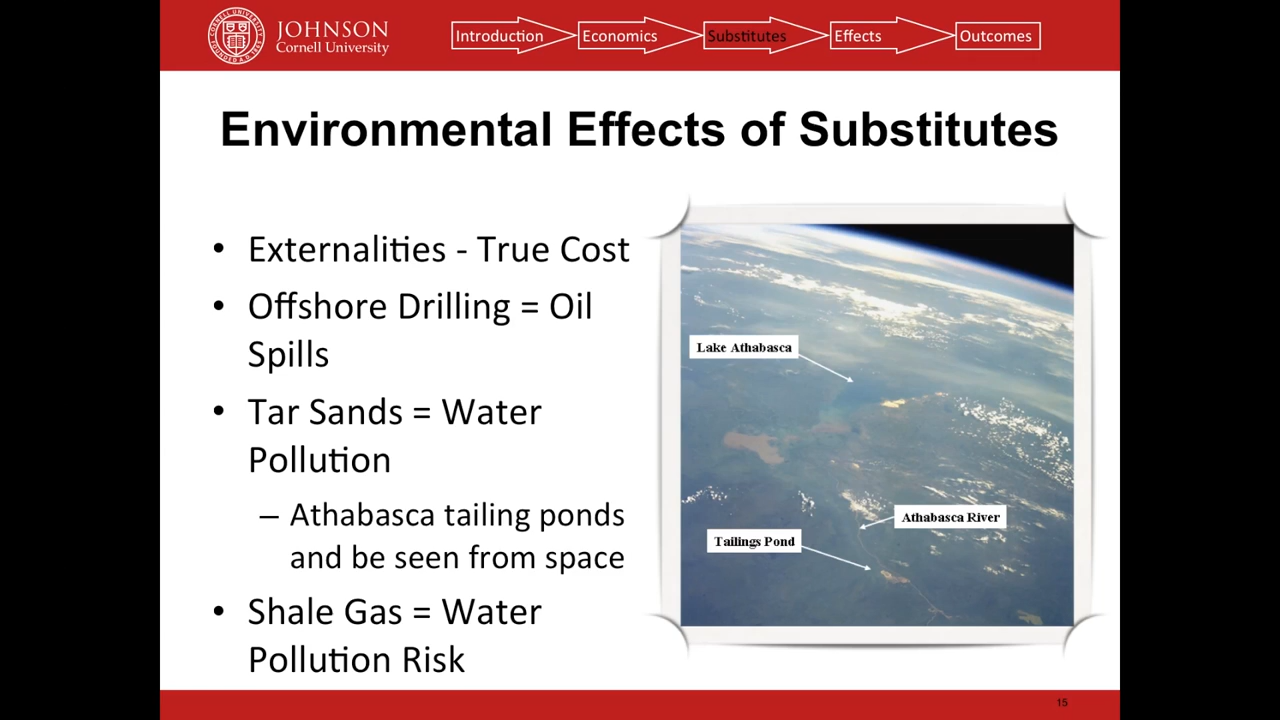 JOHNSON
Cornell University
Introduction
Economics
Substitutes
Effects
Outcomes
Environmental Effects of Substitutes
• Externalities - True Cost
• Offshore Drilling = Oil
Spills
• Tar Sands = Water
Pollution
– Athabasca tailing ponds
and be seen from space
• Shale Gas = Water
Pollution Risk
Lake Athabasca
Athabasca River
Tailings Pond
15